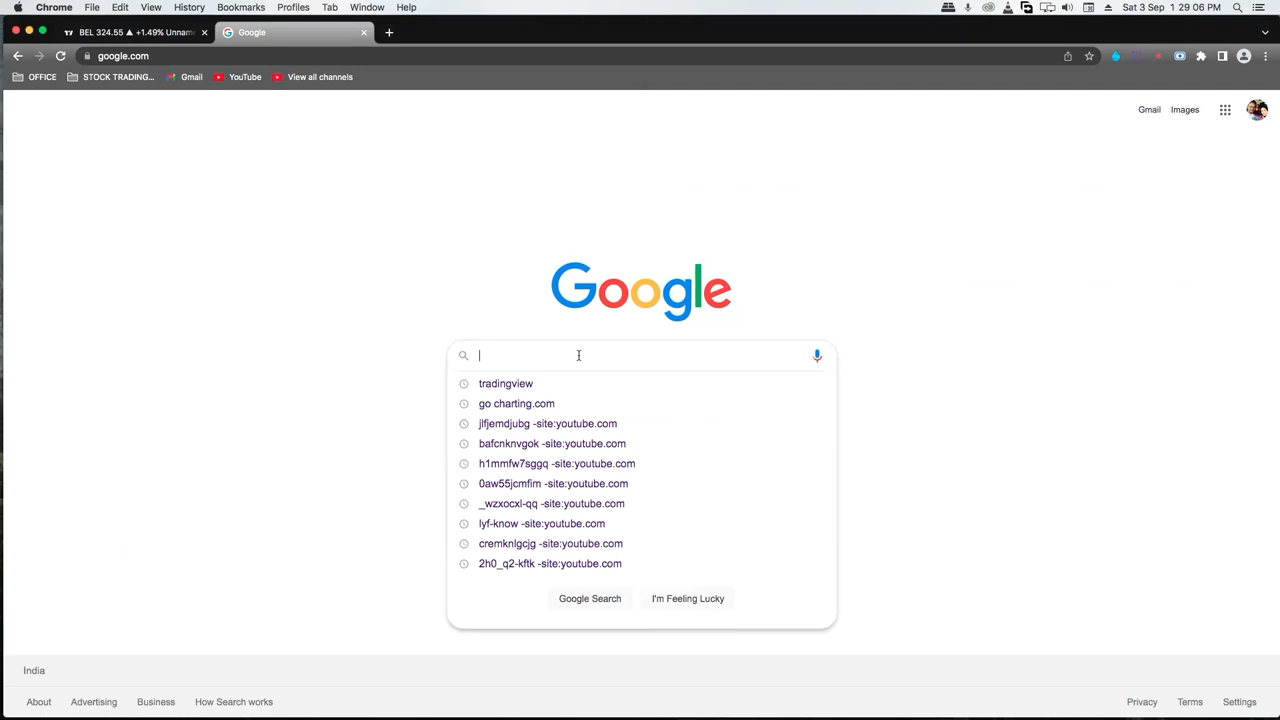 Chrome File Edit View History Bookmarks Profiles Tab Window Help Sat 3 Sep 1:29:06 PM
BEL 324.55 ▲ +1.49% Unnam Google
google.com
OFFICE STOCK TRADING... Gmail YouTube View all channels
Gmail Images
Google
tradingview
go charting.com
jlfjemdjubg -site:youtube.com
bafcnknvgok -site:youtube.com
h1mmfw7sggq -site:youtube.com
0aw55jcmfim -site:youtube.com
_wzxocxl-qq -site:youtube.com
lyf-know -site:youtube.com
cremknlgcjg -site:youtube.com
2h0_q2-kftk -site:youtube.com
Google Search I'm Feeling Lucky
India
About Advertising Business How Search works Privacy Terms Settings